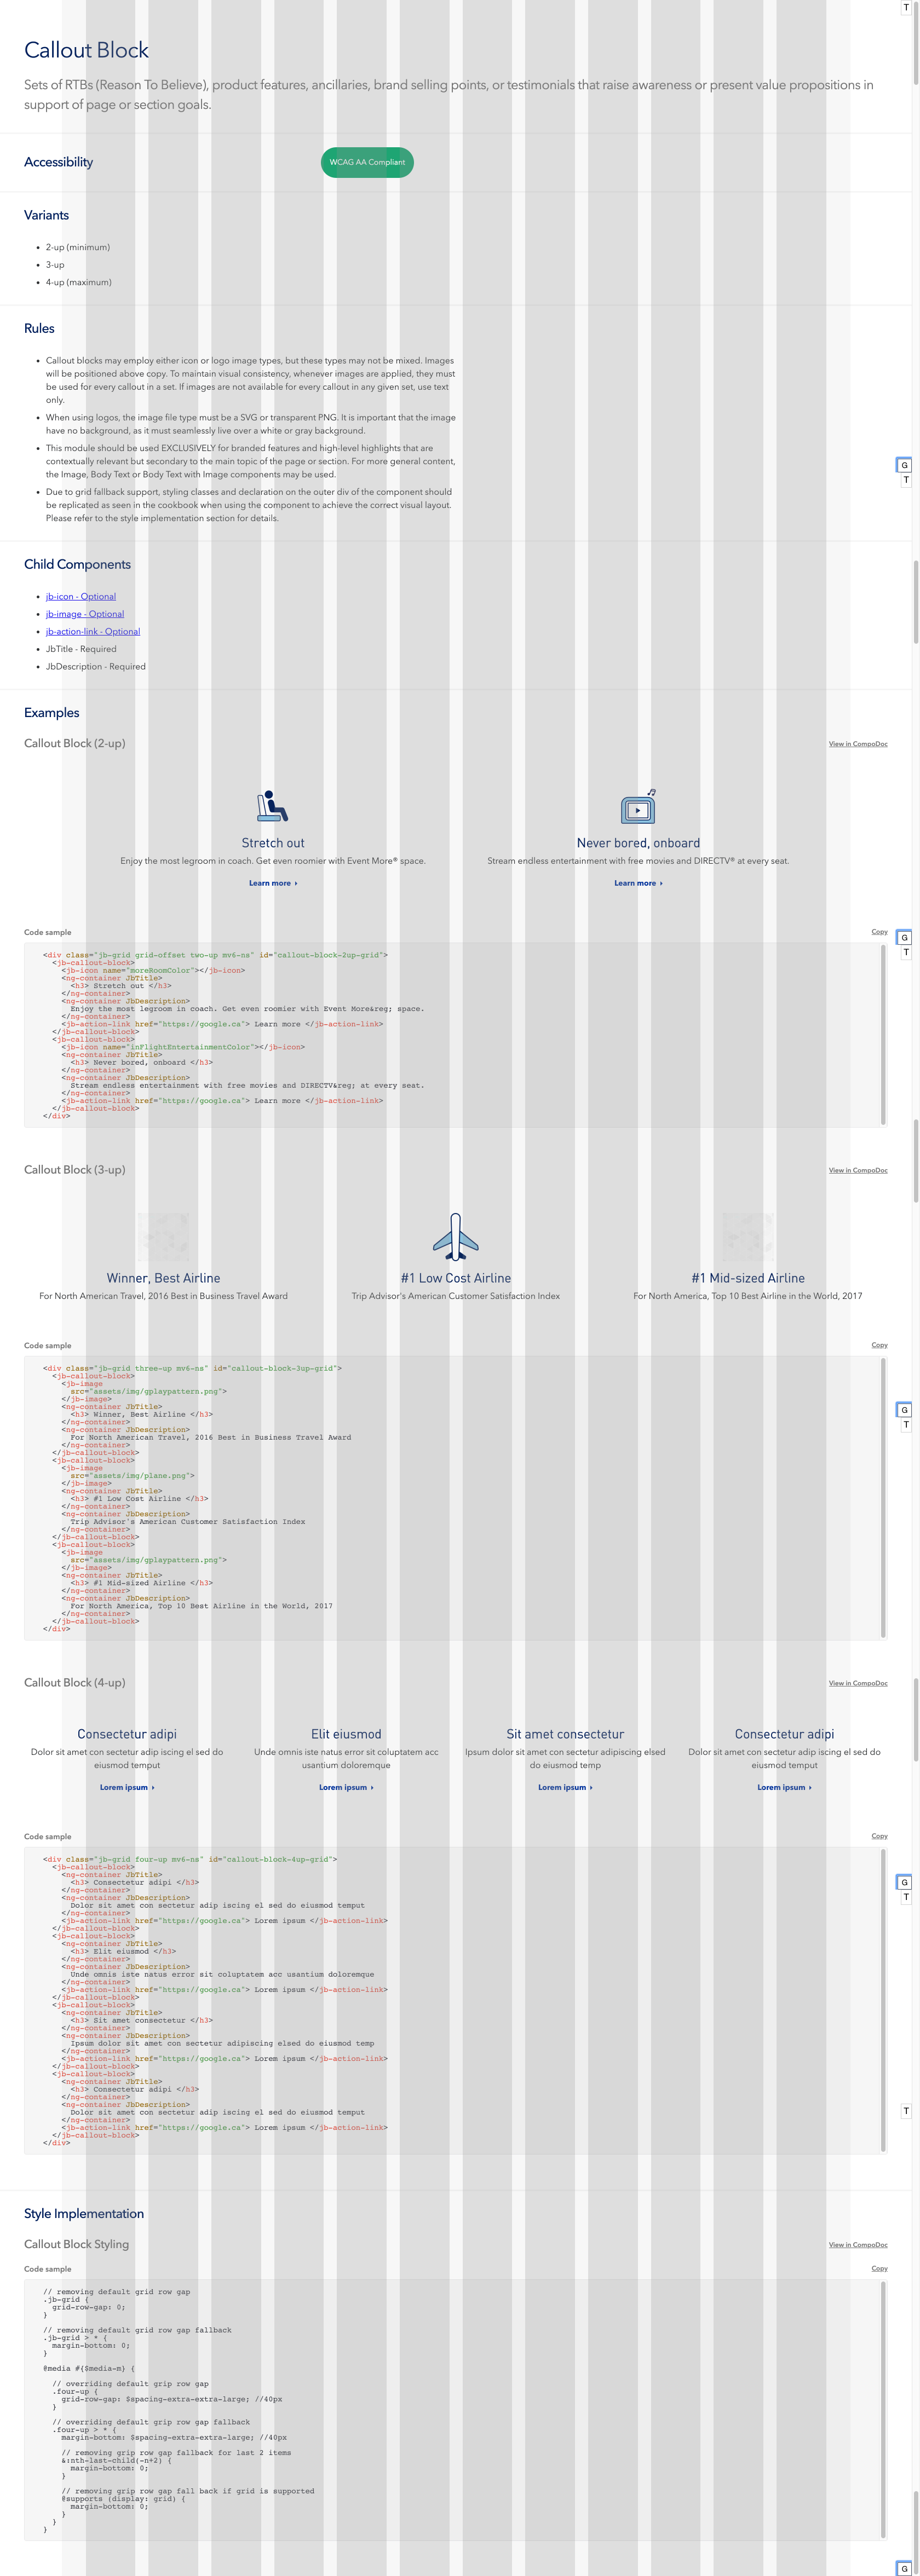 T
Callout Block
Sets of RTBs (Reason To Believe), product features, ancillaries, brand selling points, or testimonials that raise awareness or present value propositions in
support of page or section goals.
Accessibility
WCAG AA Compliant
Variants
• 2-up (minimum)
• 3-up
• 4-up (maximum)
Rules
• Callout blocks may employ either icon or logo image types, but these types may not be mixed. Images
will be positioned above copy. To maintain visual consistency, whenever images are applied, they must
be used for every callout in a set. If images are not available for every callout in any given set, use text
only.
• When using logos, the image file type must be a SVG or transparent PNG. It is important that the image
have no background, as it must seamlessly live over a white or gray background.
• This module should be used EXCLUSIVELY for branded features and high-level highlights that are
contextually relevant but secondary to the main topic of the page or section. For more general content,
the Image, Body Text or Body Text with Image components may be used.
G
T
• Due to grid fallback support, styling classes and declaration on the outer div of the component should
be replicated as seen in the cookbook when using the component to achieve the correct visual layout.
Please refer to the style implementation section for details.
Child Components
• jb-icon - Optional
• jb-image - Optional
• jb-action-link - Optional
• JbTitle - Required
• JbDescription - Required
Examples
Callout Block (2-up)
View in CompoDoc
Stretch out
Never bored, onboard
Enjoy the most legroom in coach. Get even roomier with Event More® space.
Stream endless entertainment with free movies and DIRECTV® at every seat.
Learn more
Learn more
Code sample
Copy
G
T
<div class="jb-grid grid-offset two-up mv6-ns" id="callout-block-2up-grid">
<jb-callout-block>
<jb-icon name="moreRoomColor"></jb-icon>
<ng-container JbTitle>
<h3> Stretch out </h3>
</ng-container>
<ng-container JbDescription>
Enjoy the most legroom in coach. Get even roomier with Event More&reg; space.
</ng-container>
<jb-action-link href="https://google.ca"> Learn more </jb-action-link>
</jb-callout-block>
<jb-callout-block>
<jb-icon name="inFlightEntertainmentColor"></jb-icon>
<ng-container JbTitle>
<h3> Never bored, onboard </h3>
</ng-container>
<ng-container JbDescription>
Stream endless entertainment with free movies and DIRECTV&reg; at every seat.
</ng-container>
<jb-action-link href="https://google.ca"> Learn more </jb-action-link>
</jb-callout-block>
</div>
Callout Block (3-up)
View in CompoDoc
Winner, Best Airline
#1 Low Cost Airline
#1 Mid-sized Airline
For North American Travel, 2016 Best in Business Travel Award
Trip Advisor's American Customer Satisfaction Index
For North America, Top 10 Best Airline in the World, 2017
Code sample
Copy
<div class="jb-grid three-up mv6-ns" id="callout-block-3up-grid">
<jb-callout-block>
<jb-image
src="assets/img/gplaypattern.png">
</jb-image>
<ng-container JbTitle>
<h3> Winner, Best Airline </h3>
</ng-container>
<ng-container JbDescription>
For North American Travel, 2016 Best in Business Travel Award
</ng-container>
</jb-callout-block>
<jb-callout-block>
<jb-image
src="assets/img/plane.png">
</jb-image>
<ng-container JbTitle>
<h3> #1 Low Cost Airline </h3>
</ng-container>
<ng-container JbDescription>
Trip Advisor's American Customer Satisfaction Index
</ng-container>
</jb-callout-block>
<jb-callout-block>
<jb-image
src="assets/img/gplaypattern.png">
</jb-image>
<ng-container JbTitle>
<h3> #1 Mid-sized Airline </h3>
</ng-container>
<ng-container JbDescription>
For North America, Top 10 Best Airline in the World, 2017
</ng-container>
</jb-callout-block>
</div>
G
T
Callout Block (4-up)
View in CompoDoc
Consectetur adipi
Elit eiusmod
Sit amet consectetur
Consectetur adipi
Dolor sit amet con sectetur adip iscing el sed do
eiusmod temput
Unde omnis iste natus error sit coluptatem acc
usantium doloremque
Ipsum dolor sit amet con sectetur adipiscing elsed
do eiusmod temp
Dolor sit amet con sectetur adip iscing el sed do
eiusmod temput
Lorem ipsum
Lorem ipsum
Lorem ipsum
Lorem ipsum
Code sample
Copy
<div class="jb-grid four-up mv6-ns" id="callout-block-4up-grid">
<jb-callout-block>
<ng-container JbTitle>
<h3> Consectetur adipi </h3>
</ng-container>
<ng-container JbDescription>
Dolor sit amet con sectetur adip iscing el sed do eiusmod temput
</ng-container>
<jb-action-link href="https://google.ca"> Lorem ipsum </jb-action-link>
</jb-callout-block>
<jb-callout-block>
<ng-container JbTitle>
<h3> Elit eiusmod </h3>
</ng-container>
<ng-container JbDescription>
Unde omnis iste natus error sit coluptatem acc usantium doloremque
</ng-container>
<jb-action-link href="https://google.ca"> Lorem ipsum </jb-action-link>
</jb-callout-block>
<jb-callout-block>
<ng-container JbTitle>
<h3> Sit amet consectetur </h3>
</ng-container>
<ng-container JbDescription>
Ipsum dolor sit amet con sectetur adipiscing elsed do eiusmod temp
</ng-container>
<jb-action-link href="https://google.ca"> Lorem ipsum </jb-action-link>
</jb-callout-block>
<jb-callout-block>
<ng-container JbTitle>
<h3> Consectetur adipi </h3>
</ng-container>
<ng-container JbDescription>
Dolor sit amet con sectetur adip iscing el sed do eiusmod temput
</ng-container>
<jb-action-link href="https://google.ca"> Lorem ipsum </jb-action-link>
</jb-callout-block>
</div>
G
T
T
Style Implementation
Callout Block Styling
View in CompoDoc
Code sample
Copy
// removing default grid row gap
.jb-grid {
grid-row-gap: 0;
}
// removing default grid row gap fallback
.jb-grid > * {
margin-bottom: 0;
}
@media #{$media-m} {
// overriding default grip row gap
.four-up {
grid-row-gap: $spacing-extra-extra-large; //40px
}
// overriding default grip row gap fallback
.four-up > * {
margin-bottom: $spacing-extra-extra-large; //40px
// removing grip row gap fallback for last 2 items
&:nth-last-child(-n+2) {
margin-bottom: 0;
}
// removing grip row gap fall back if grid is supported
@supports (display: grid) {
margin-bottom: 0;
}
}
}
G